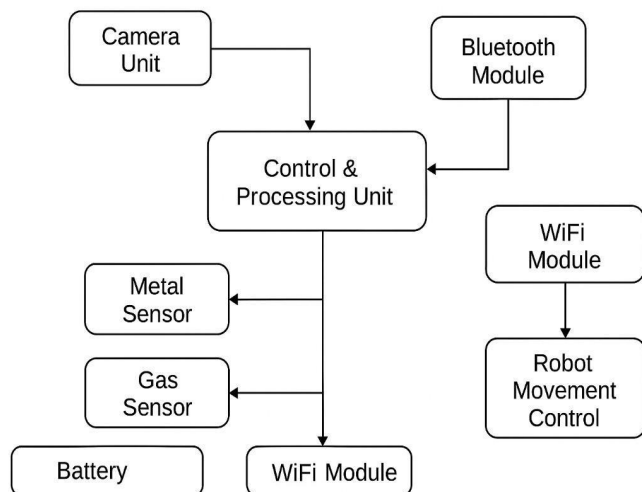 Camera
Unit
Bluetooth
Module
Control &
Processing Unit
WiFi
Module
Metal
Sensor
Robot
Movement
Control
Gas
Sensor
Battery
WiFi Module